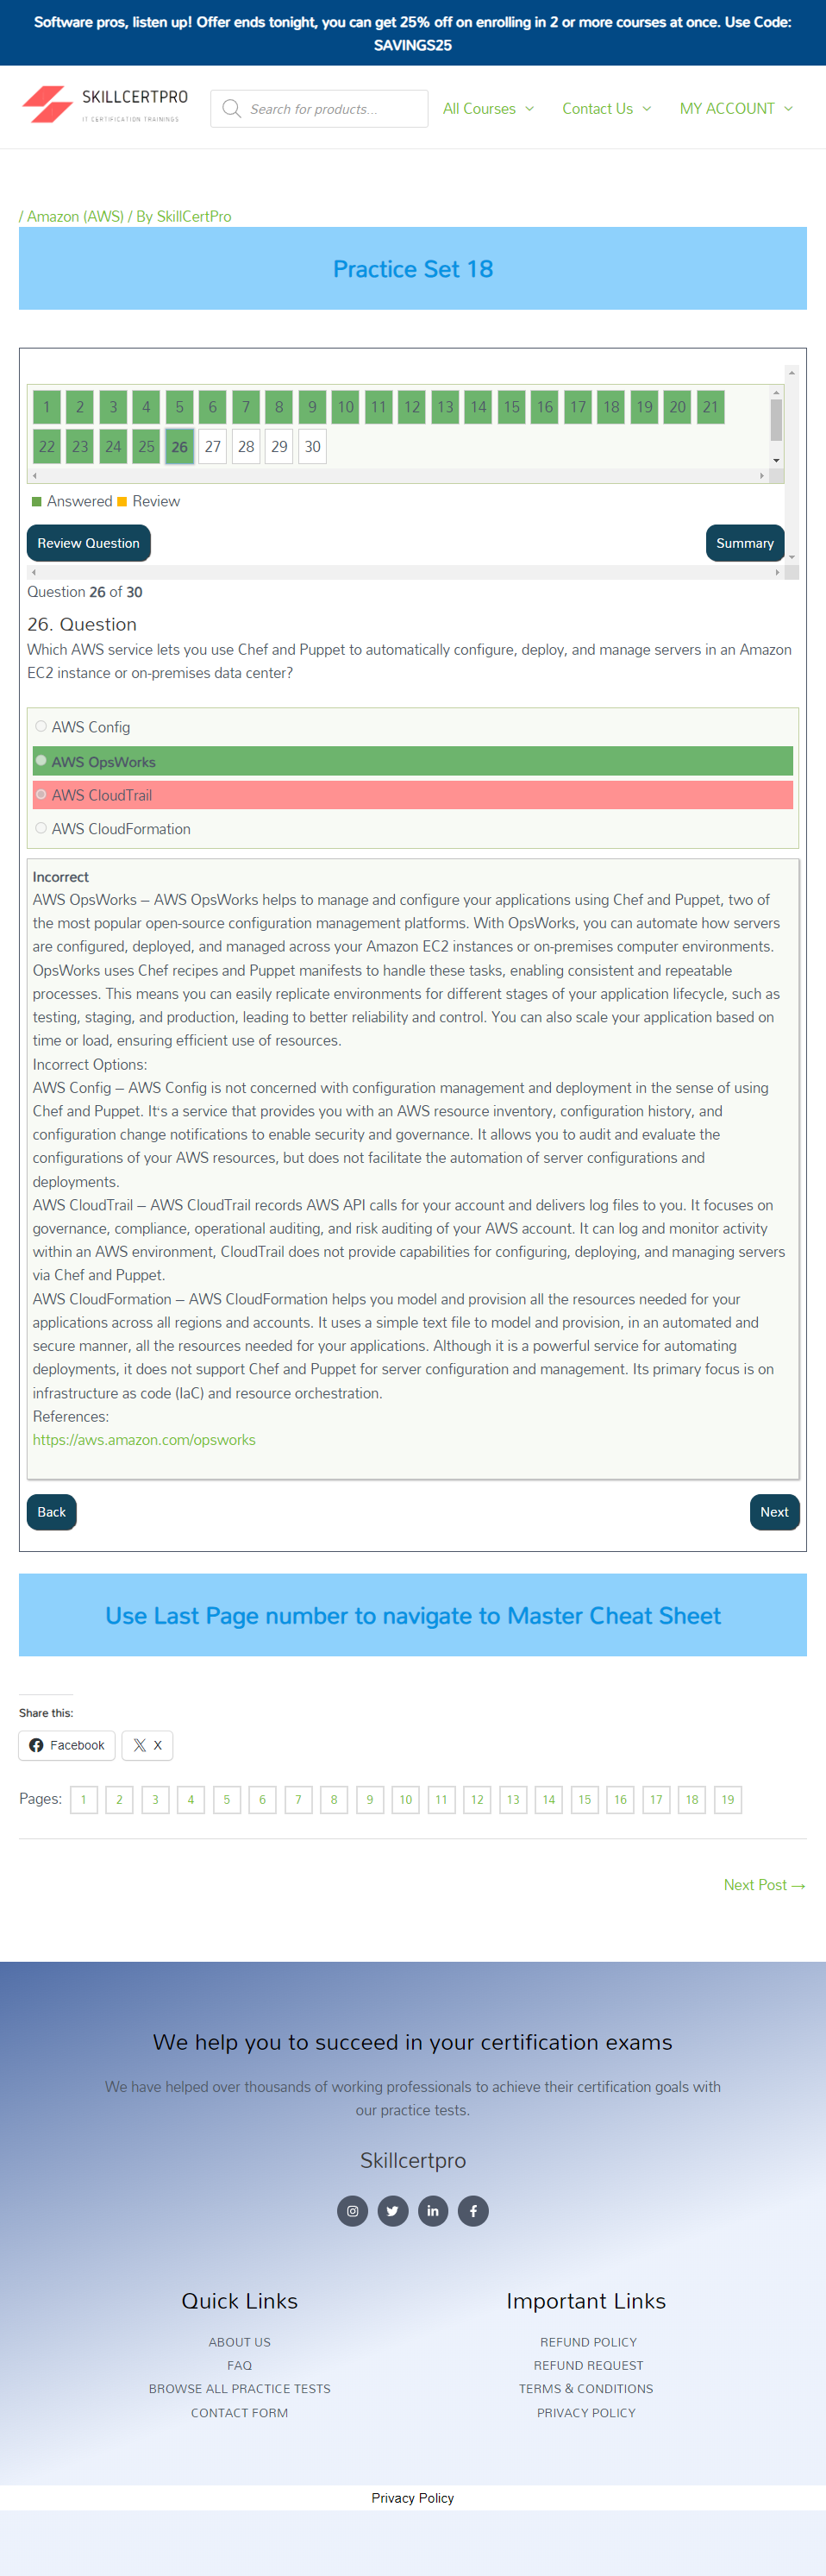 Software pros, listen up! Offer ends tonight, you can get 25% off on enrolling in 2 or more courses at once. Use Code:
SAVINGS25
SKILLCERTPRO
IT CERTIFICATION TRAININGS
Search for products...
All Courses
Contact Us
MY ACCOUNT
/ Amazon (AWS) / By SkillCertPro
Practice Set 18
1 2 3 4 5 6 7 8 9 10 11 12 13 14 15 16 17 18 19 20 21
22 23 24 25 26 27 28 29 30
Answered Review
Review Question
Summary
Question 26 of 30
26. Question
Which AWS service lets you use Chef and Puppet to automatically configure, deploy, and manage servers in an Amazon
EC2 instance or on-premises data center?
AWS Config
AWS OpsWorks
AWS CloudTrail
AWS CloudFormation
Incorrect
AWS OpsWorks – AWS OpsWorks helps to manage and configure your applications using Chef and Puppet, two of
the most popular open-source configuration management platforms. With OpsWorks, you can automate how servers
are configured, deployed, and managed across your Amazon EC2 instances or on-premises computer environments.
OpsWorks uses Chef recipes and Puppet manifests to handle these tasks, enabling consistent and repeatable
processes. This means you can easily replicate environments for different stages of your application lifecycle, such as
testing, staging, and production, leading to better reliability and control. You can also scale your application based on
time or load, ensuring efficient use of resources.
Incorrect Options:
AWS Config – AWS Config is not concerned with configuration management and deployment in the sense of using
Chef and Puppet. It's a service that provides you with an AWS resource inventory, configuration history, and
configuration change notifications to enable security and governance. It allows you to audit and evaluate the
configurations of your AWS resources, but does not facilitate the automation of server configurations and
deployments.
AWS CloudTrail – AWS CloudTrail records AWS API calls for your account and delivers log files to you. It focuses on
governance, compliance, operational auditing, and risk auditing of your AWS account. It can log and monitor activity
within an AWS environment, CloudTrail does not provide capabilities for configuring, deploying, and managing servers
via Chef and Puppet.
AWS CloudFormation – AWS CloudFormation helps you model and provision all the resources needed for your
applications across all regions and accounts. It uses a simple text file to model and provision, in an automated and
secure manner, all the resources needed for your applications. Although it is a powerful service for automating
deployments, it does not support Chef and Puppet for server configuration and management. Its primary focus is on
infrastructure as code (IaC) and resource orchestration.
References:
https://aws.amazon.com/opsworks
Back
Next
Use Last Page number to navigate to Master Cheat Sheet
Share this:
Facebook
X
Pages: 1 2 3 4 5 6 7 8 9 10 11 12 13 14 15 16 17 18 19
Next Post →
We help you to succeed in your certification exams
We have helped over thousands of working professionals to achieve their certification goals with
our practice tests.
Skillcertpro
Quick Links
ABOUT US
FAQ
BROWSE ALL PRACTICE TESTS
CONTACT FORM
Important Links
REFUND POLICY
REFUND REQUEST
TERMS & CONDITIONS
PRIVACY POLICY
Privacy Policy